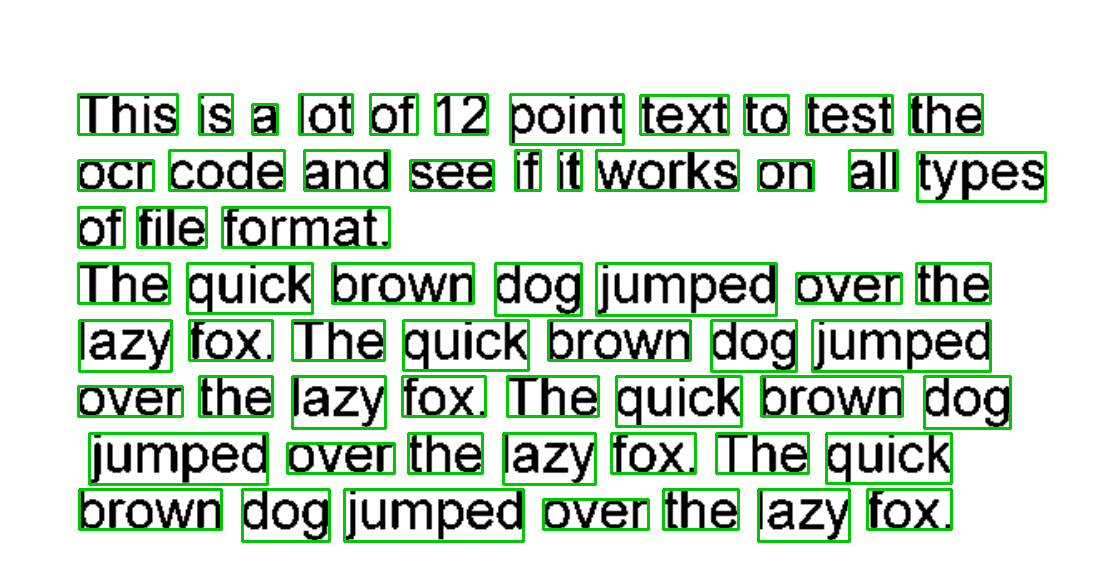 This is a lot of 12 point text to test the
ocr code and see if it works on all types
of file format.
The quick brown dog jumped over the
lazy fox. The quick brown dog jumped
over the lazy fox. The quick brown dog
jumped over the lazy fox. The quick
brown dog jumped over the lazy fox.